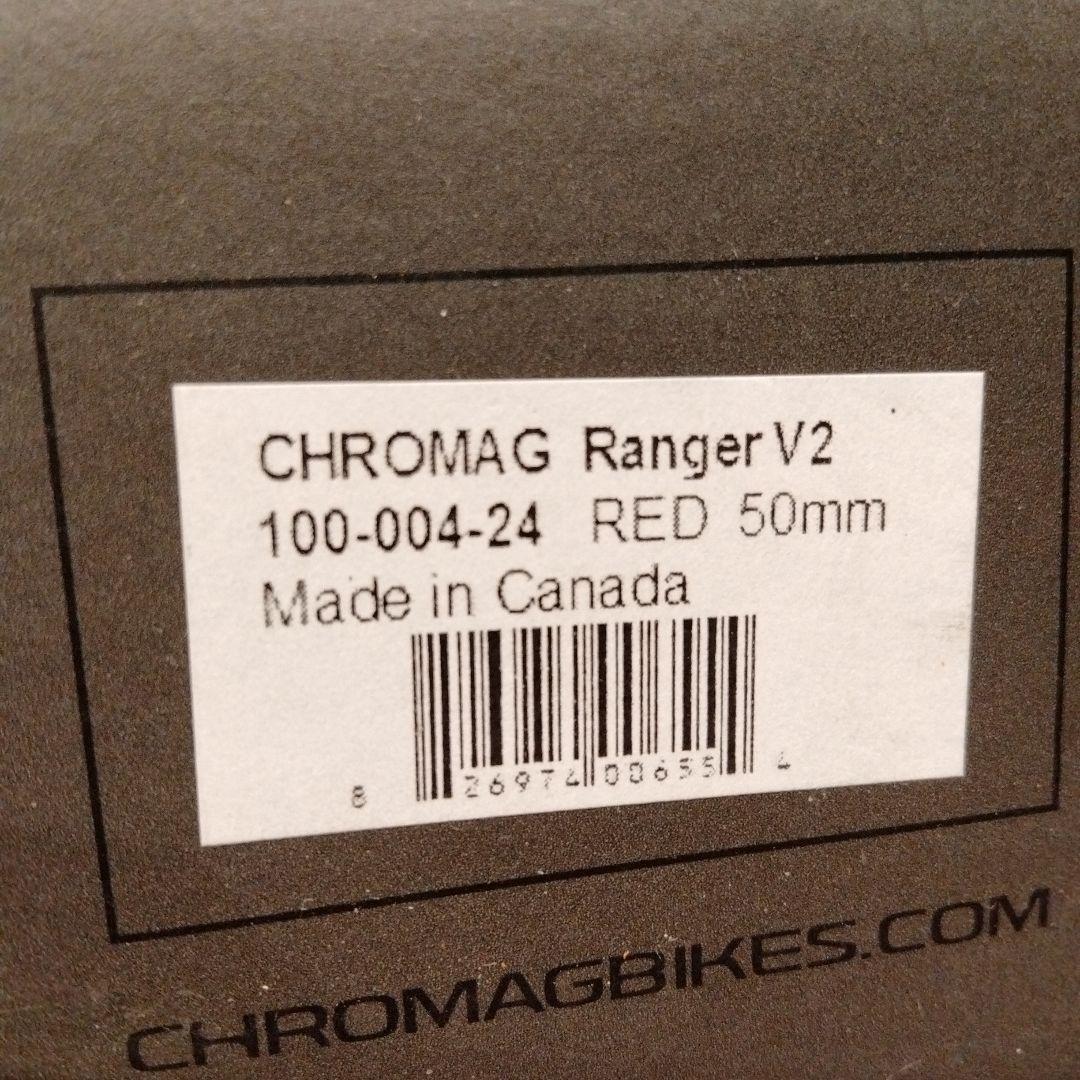 CHROMAG Ranger V2
100-004-24 RED 50mm
Made in Canada
8 26974 00655 4
CHROMAGBIKES.COM